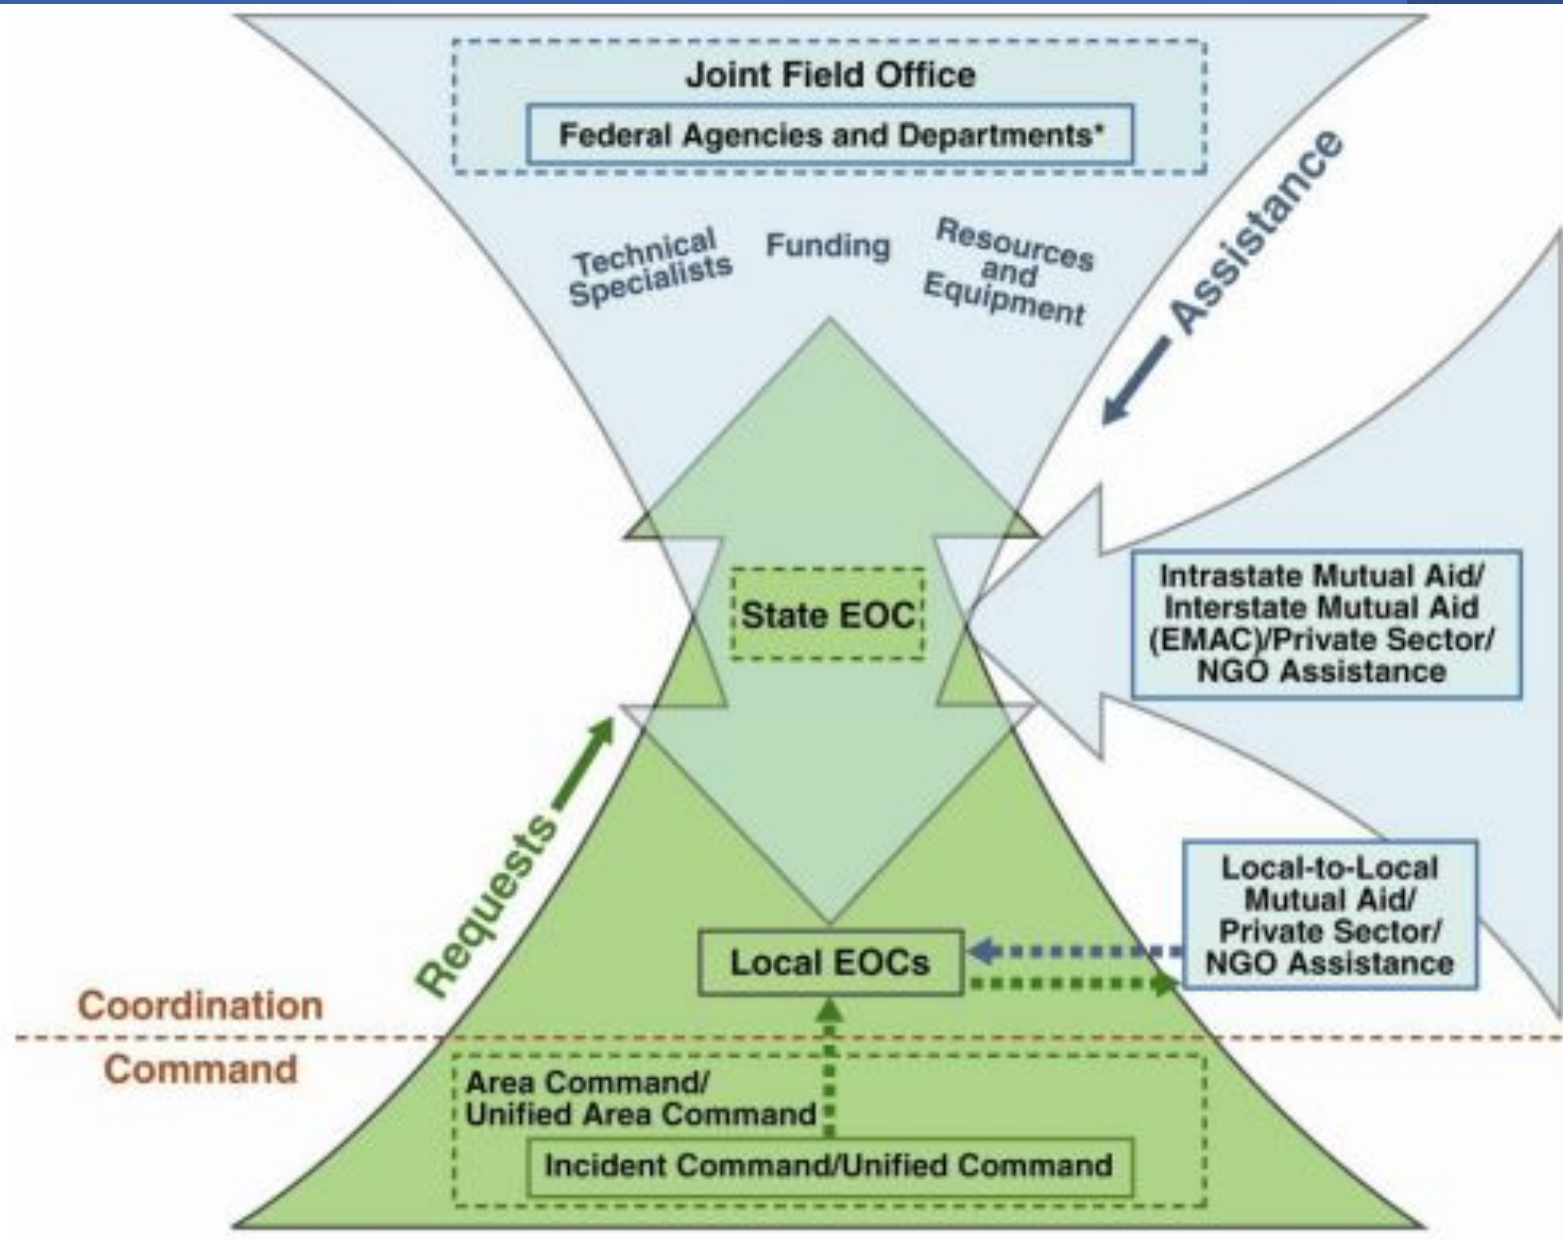 Joint Field Office
Federal Agencies and Departments*
Technical
Specialists
Funding
Resources
and
Equipment
Assistance
State EOC
Intrastate Mutual Aid/
Interstate Mutual Aid
(EMAC)/Private Sector/
NGO Assistance
Requests
Local-to-Local
Mutual Aid/
Private Sector/
NGO Assistance
Local EOCs
Coordination
Command
Area Command/
Unified Area Command
Incident Command/Unified Command